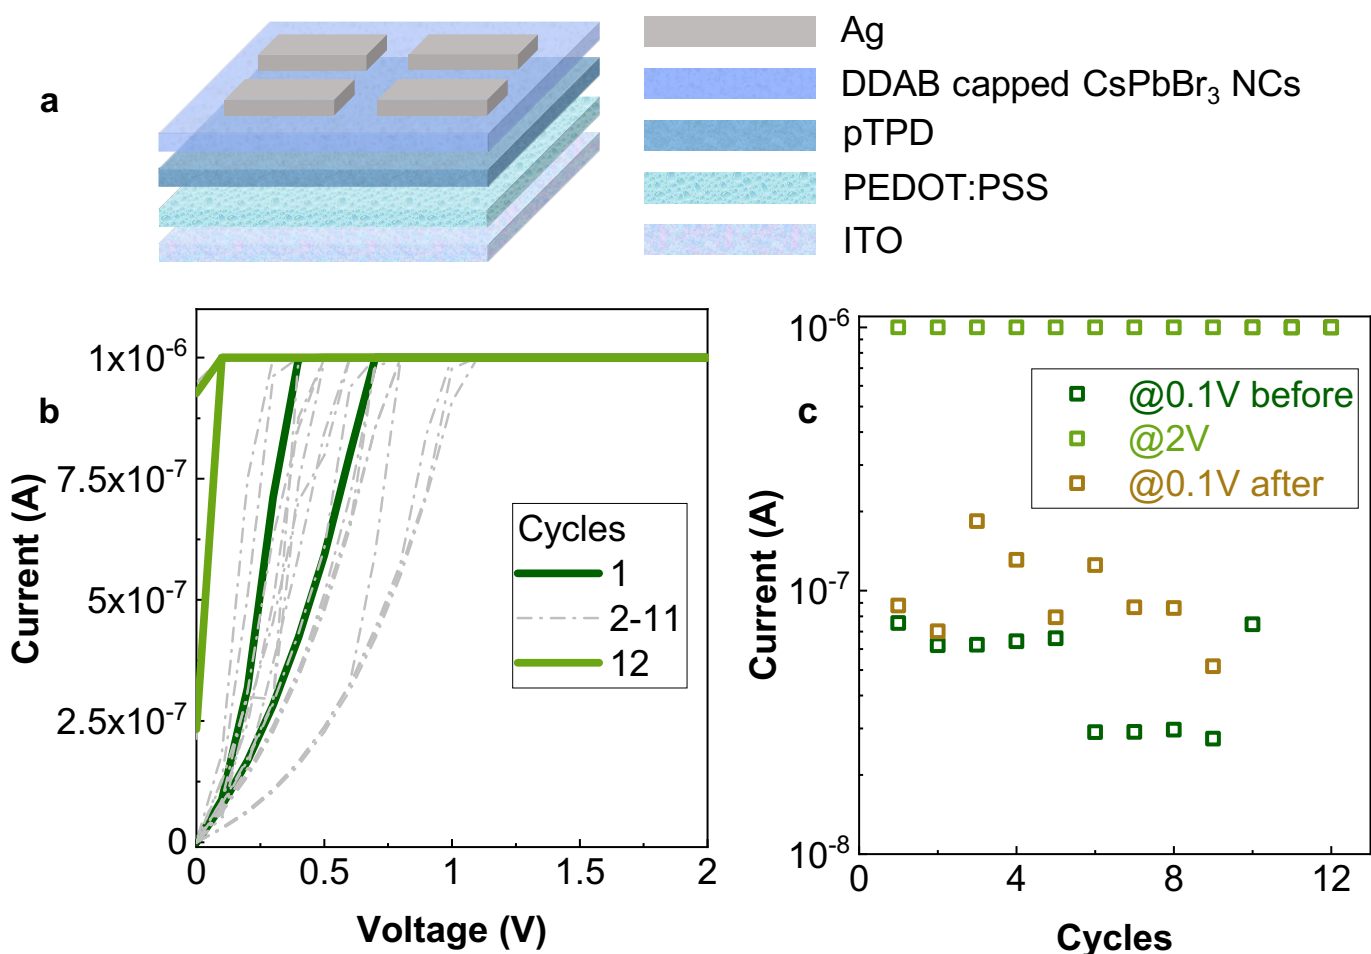 a
Ag
DDAB capped CsPbBr₃ NCs
pTPD
PEDOT:PSS
ITO
b
1x10⁻⁶
7.5x10⁻⁷
5x10⁻⁷
2.5x10⁻⁷
0
Current (A)
0 0.5 1 1.5 2
Voltage (V)
Cycles
1
2-11
12
c
10⁻⁶
10⁻⁷
10⁻⁸
Current (A)
@0.1V before
@2V
@0.1V after
0 4 8 12
Cycles